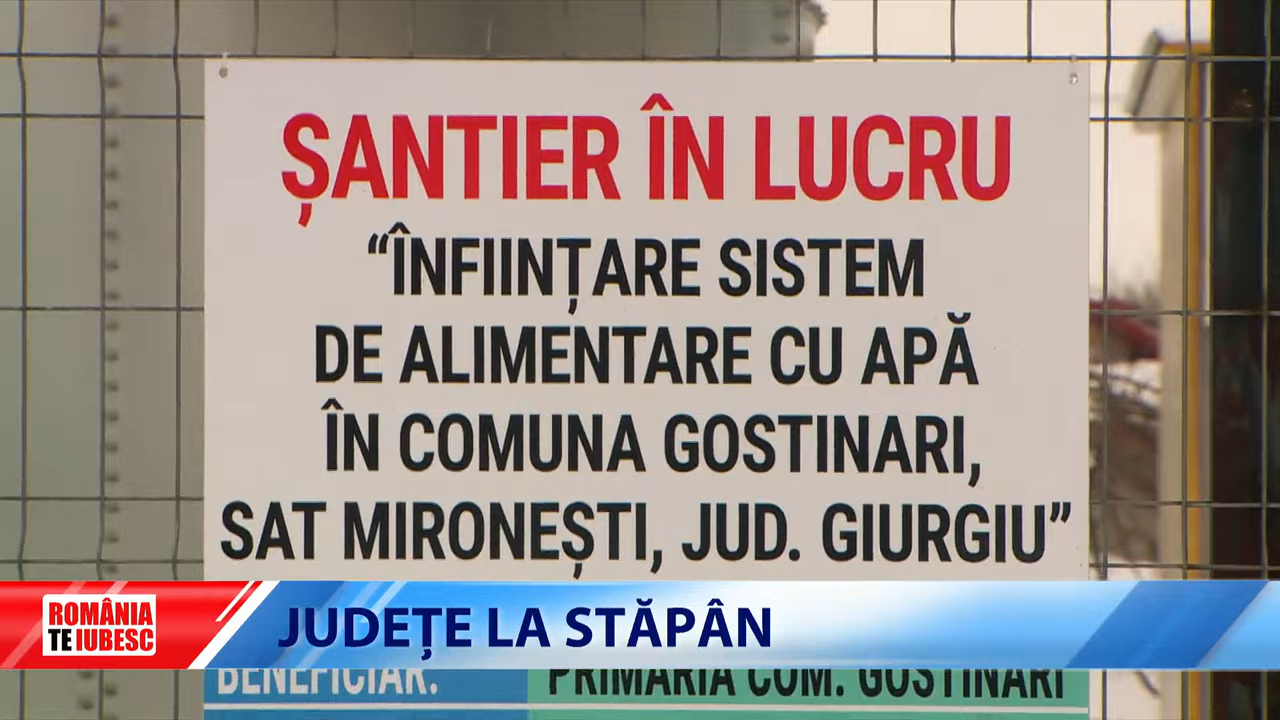 ȘANTIER ÎN LUCRU
“ÎNFIINȚARE SISTEM
DE ALIMENTARE CU APĂ
ÎN COMUNA GOSTINARI,
SAT MIRONEȘTI, JUD. GIURGIU”
ROMÂNIA
TE IUBESC
JUDEȚE LA STĂPÂN
BENEFICIAR: PRIMĂRIA COM. GOSTINARI